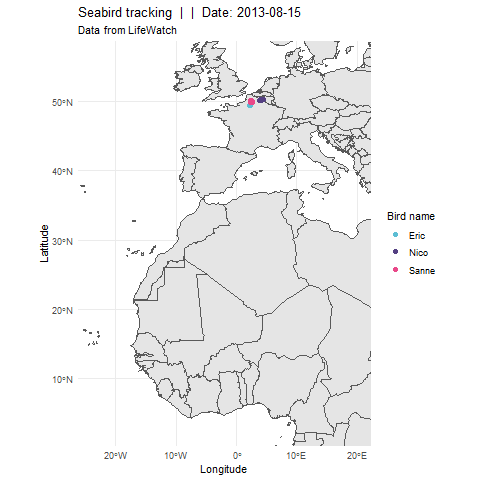 Seabird tracking  |  |  Date: 2013-08-15
Data from LifeWatch
50°N
40°N
30°N
20°N
10°N
Latitude
20°W
10°W
0°
10°E
20°E
Longitude
Bird name
Eric
Nico
Sanne